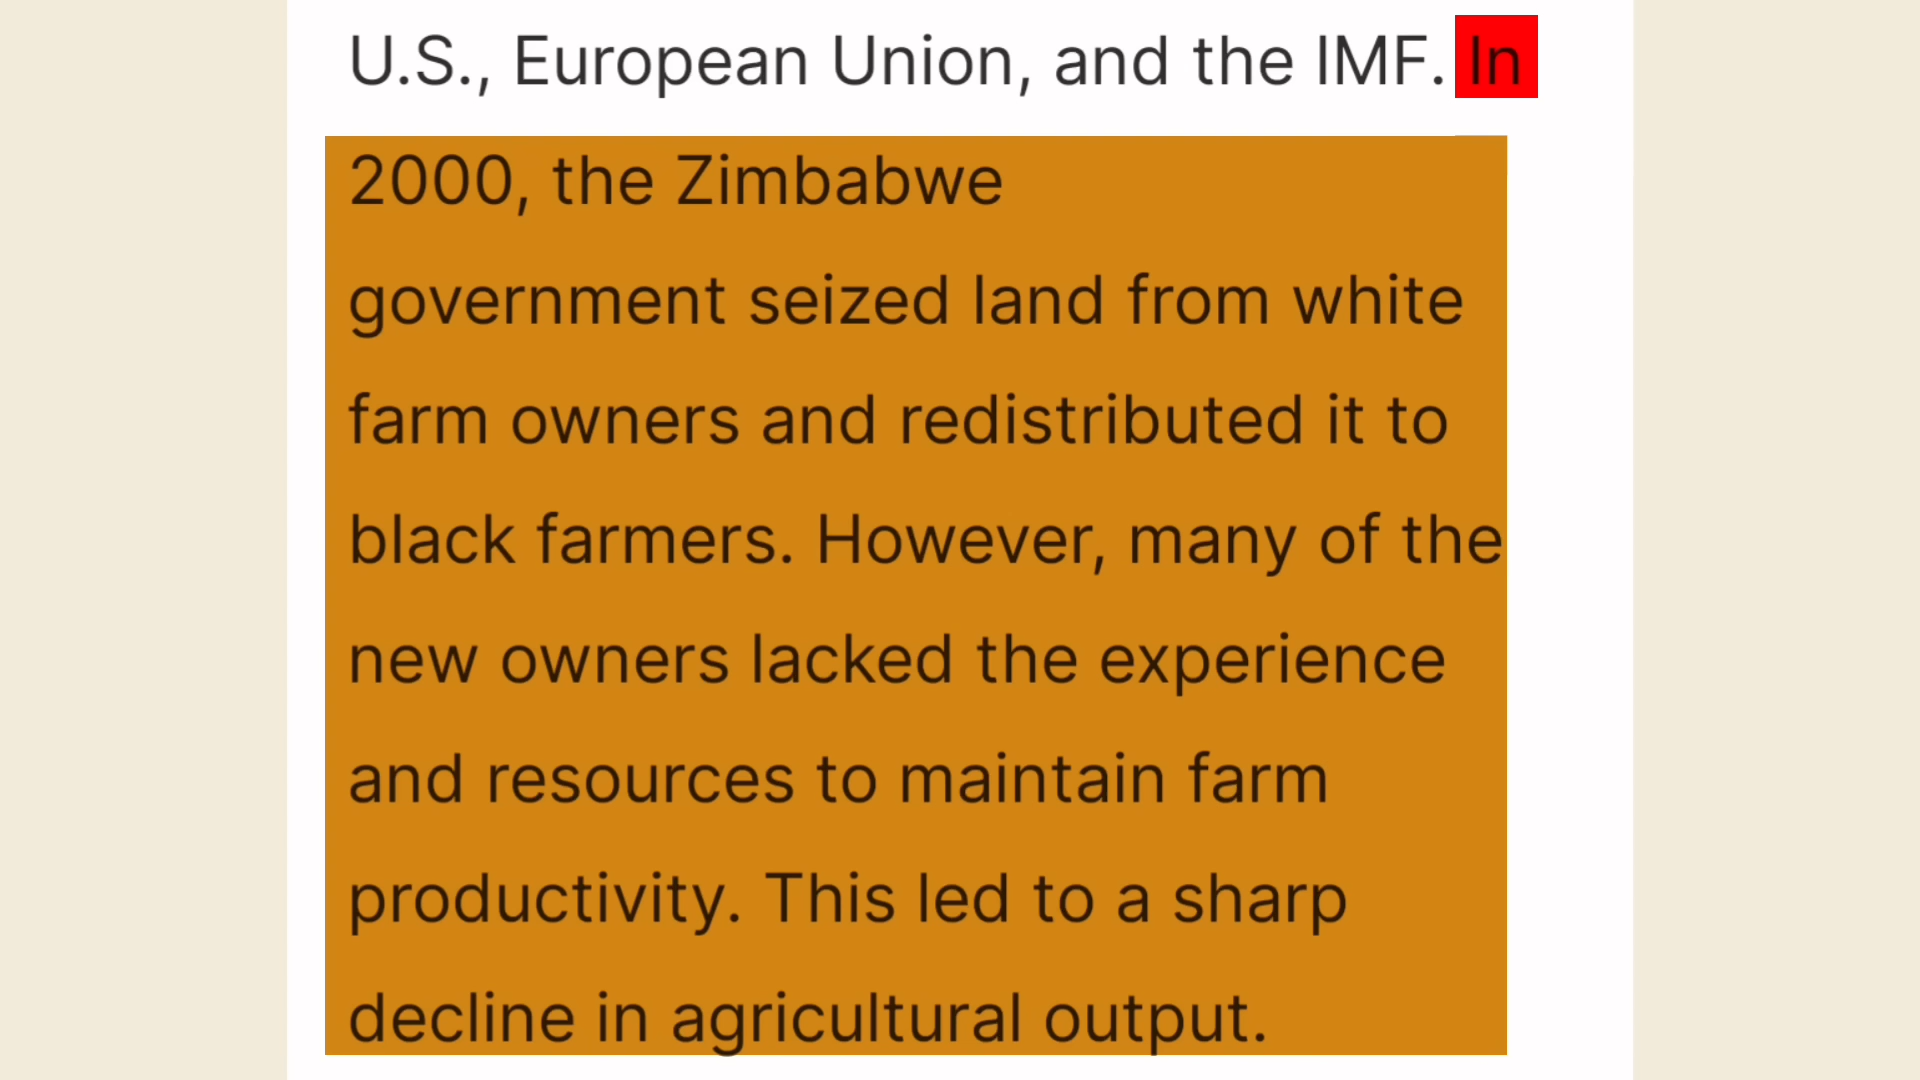 U.S., European Union, and the IMF. In
2000, the Zimbabwe
government seized land from white
farm owners and redistributed it to
black farmers. However, many of the
new owners lacked the experience
and resources to maintain farm
productivity. This led to a sharp
decline in agricultural output.